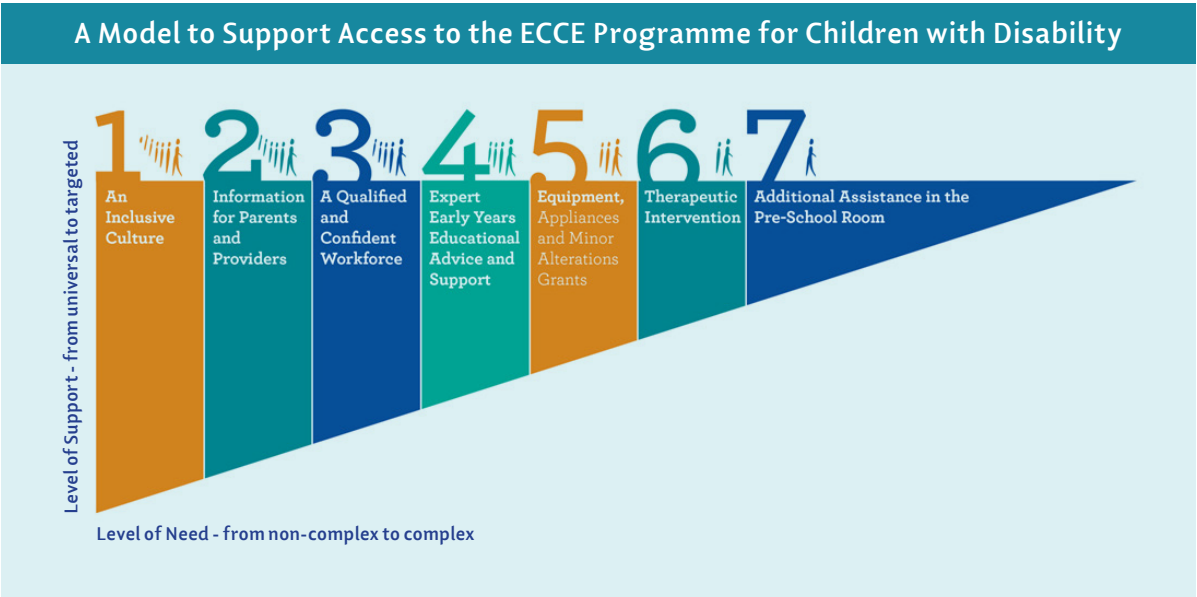 A Model to Support Access to the ECCE Programme for Children with Disability
Level of Support - from universal to targeted
1
An
Inclusive
Culture
2
Information
for Parents
and
Providers
3
A Qualified
and
Confident
Workforce
4
Expert
Early Years
Educational
Advice and
Support
5
Equipment,
Appliances
and Minor
Alterations
Grants
6
Therapeutic
Intervention
7
Additional Assistance in the
Pre-School Room
Level of Need - from non-complex to complex